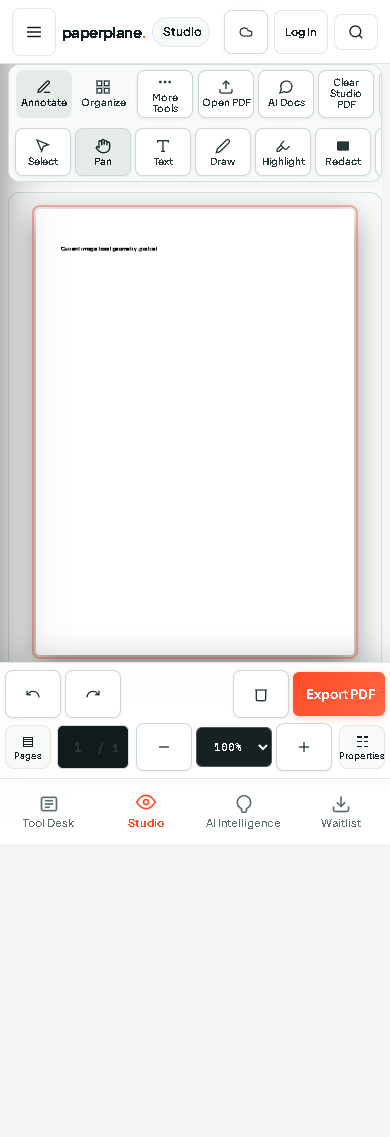 paperplane.
Studio
Log In
Annotate
Organize
More Tools
Open PDF
AI Docs
Clear Studio PDF
Select
Pan
Text
Draw
Highlight
Redact
Export PDF
Pages
1 / 1
100%
Properties
Tool Desk
Studio
AI Intelligence
Waitlist